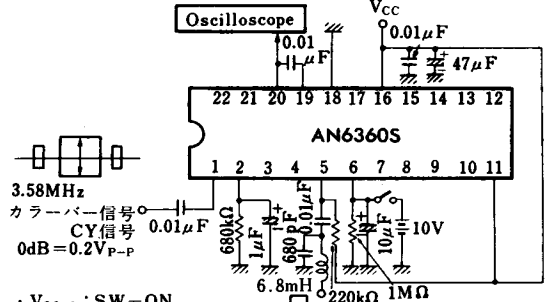 Oscilloscope
VCC
0.01
μF
0.01μF
47μF
22 21 20 19 18 17 16 15 14 13 12
AN6360S
1 2 3 4 5 6 7 8 9 10 11
3.58MHz
カラーバー信号
CY信号
0dB=0.2VP-P
0.01μF
680kΩ
1μF
680pF
0.01μF
10μF
10V
6.8mH
220kΩ
1MΩ
SW-ON